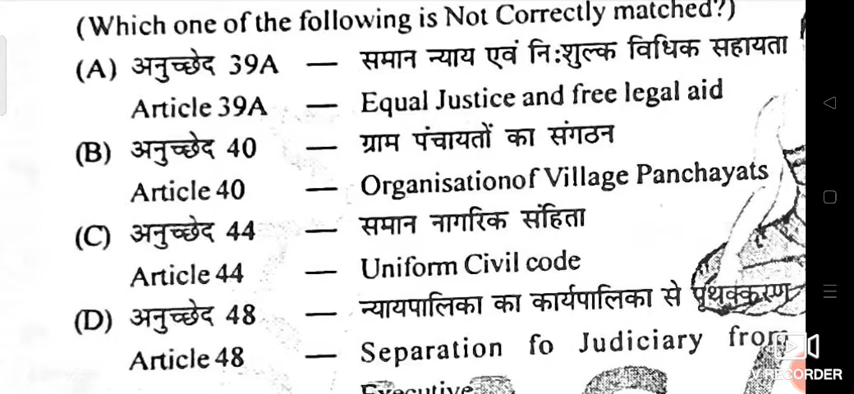 (Which one of the following is Not Correctly matched?)
(A) अनुच्छेद 39A — समान न्याय एवं नि:शुल्क विधिक सहायता
Article 39A — Equal Justice and free legal aid
(B) अनुच्छेद 40 — ग्राम पंचायतों का संगठन
Article 40 — Organisationof Village Panchayats
(C) अनुच्छेद 44 — समान नागरिक संहिता
Article 44 — Uniform Civil code
(D) अनुच्छेद 48 — न्यायपालिका का कार्यपालिका से पृथक्करण
Article 48 — Separation fo Judiciary from
Executive
RECORDER